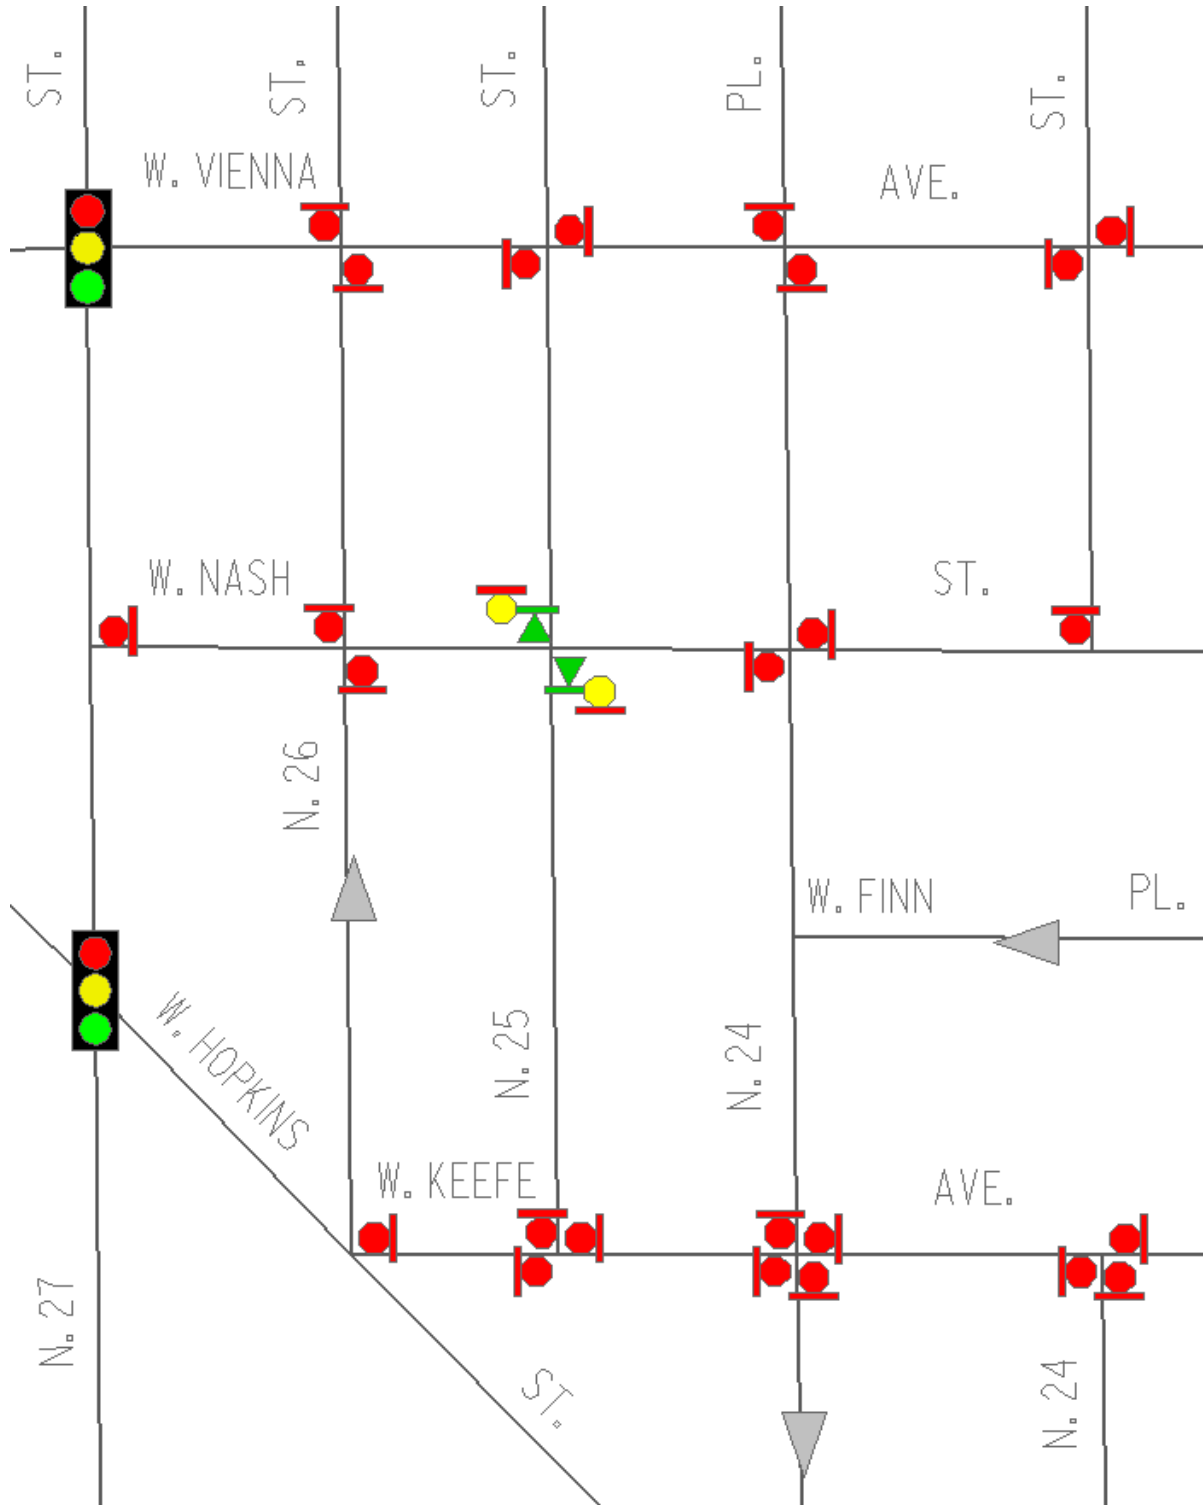 ST.
ST.
ST.
PL.
ST.
W. VIENNA
AVE.
W. NASH
ST.
N. 26
W. FINN
PL.
W. HOPKINS
N. 25
N. 24
W. KEEFE
AVE.
N. 27
ST.
N. 24